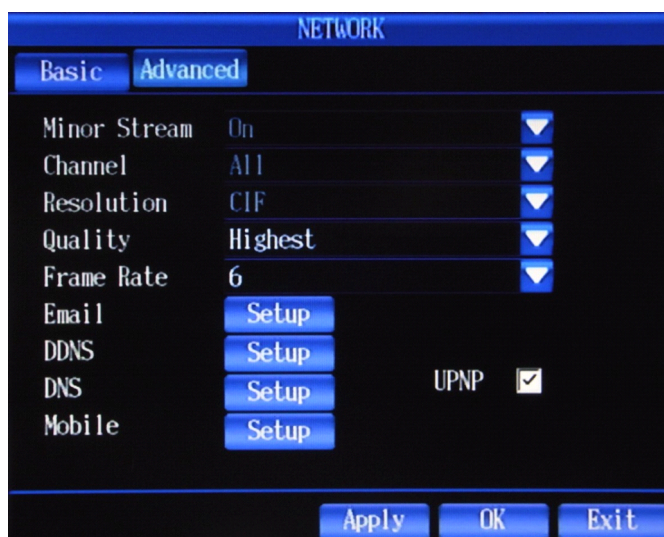 NETWORK
Basic Advanced
Minor Stream On
Channel All
Resolution CIF
Quality Highest
Frame Rate 6
Email Setup
DDNS Setup
DNS Setup UPNP
Mobile Setup
Apply OK Exit